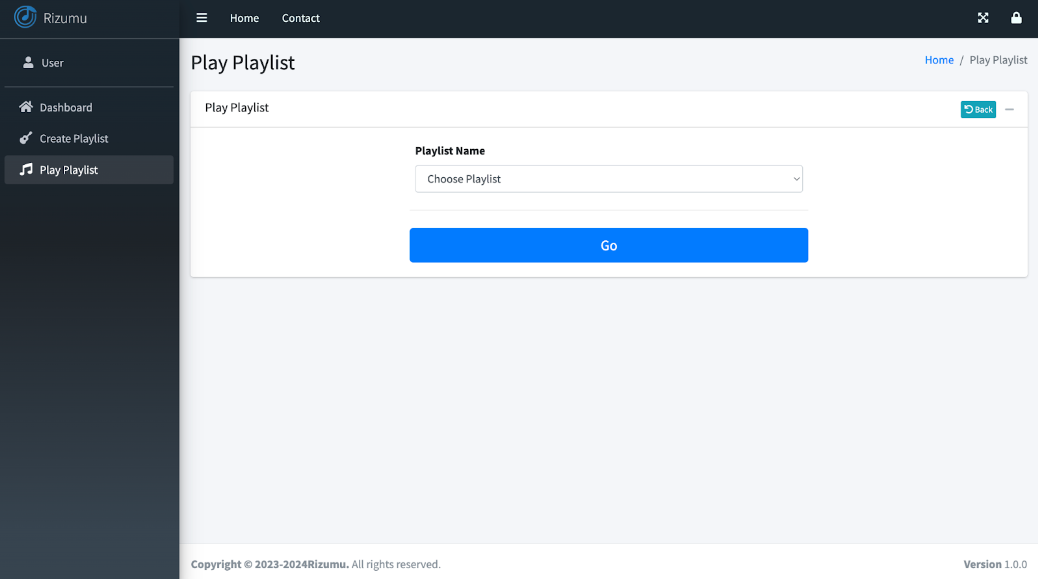 Rizumu
Home
Contact
User
Dashboard
Create Playlist
Play Playlist
Play Playlist
Home / Play Playlist
Play Playlist
Back
Playlist Name
Choose Playlist
Go
Copyright © 2023-2024Rizumu. All rights reserved.
Version 1.0.0